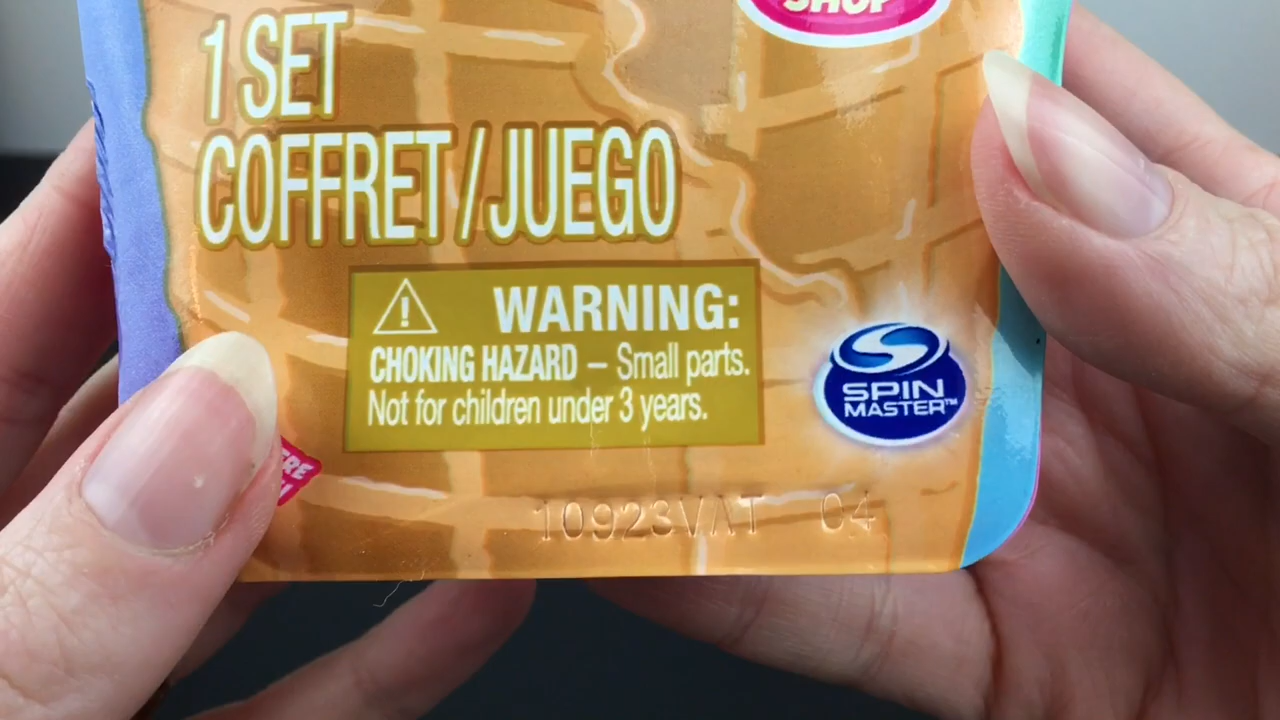 SHOP
1 SET
COFFRET / JUEGO
WARNING:
CHOKING HAZARD – Small parts.
Not for children under 3 years.
SPIN
MASTER™
10923VAT 04